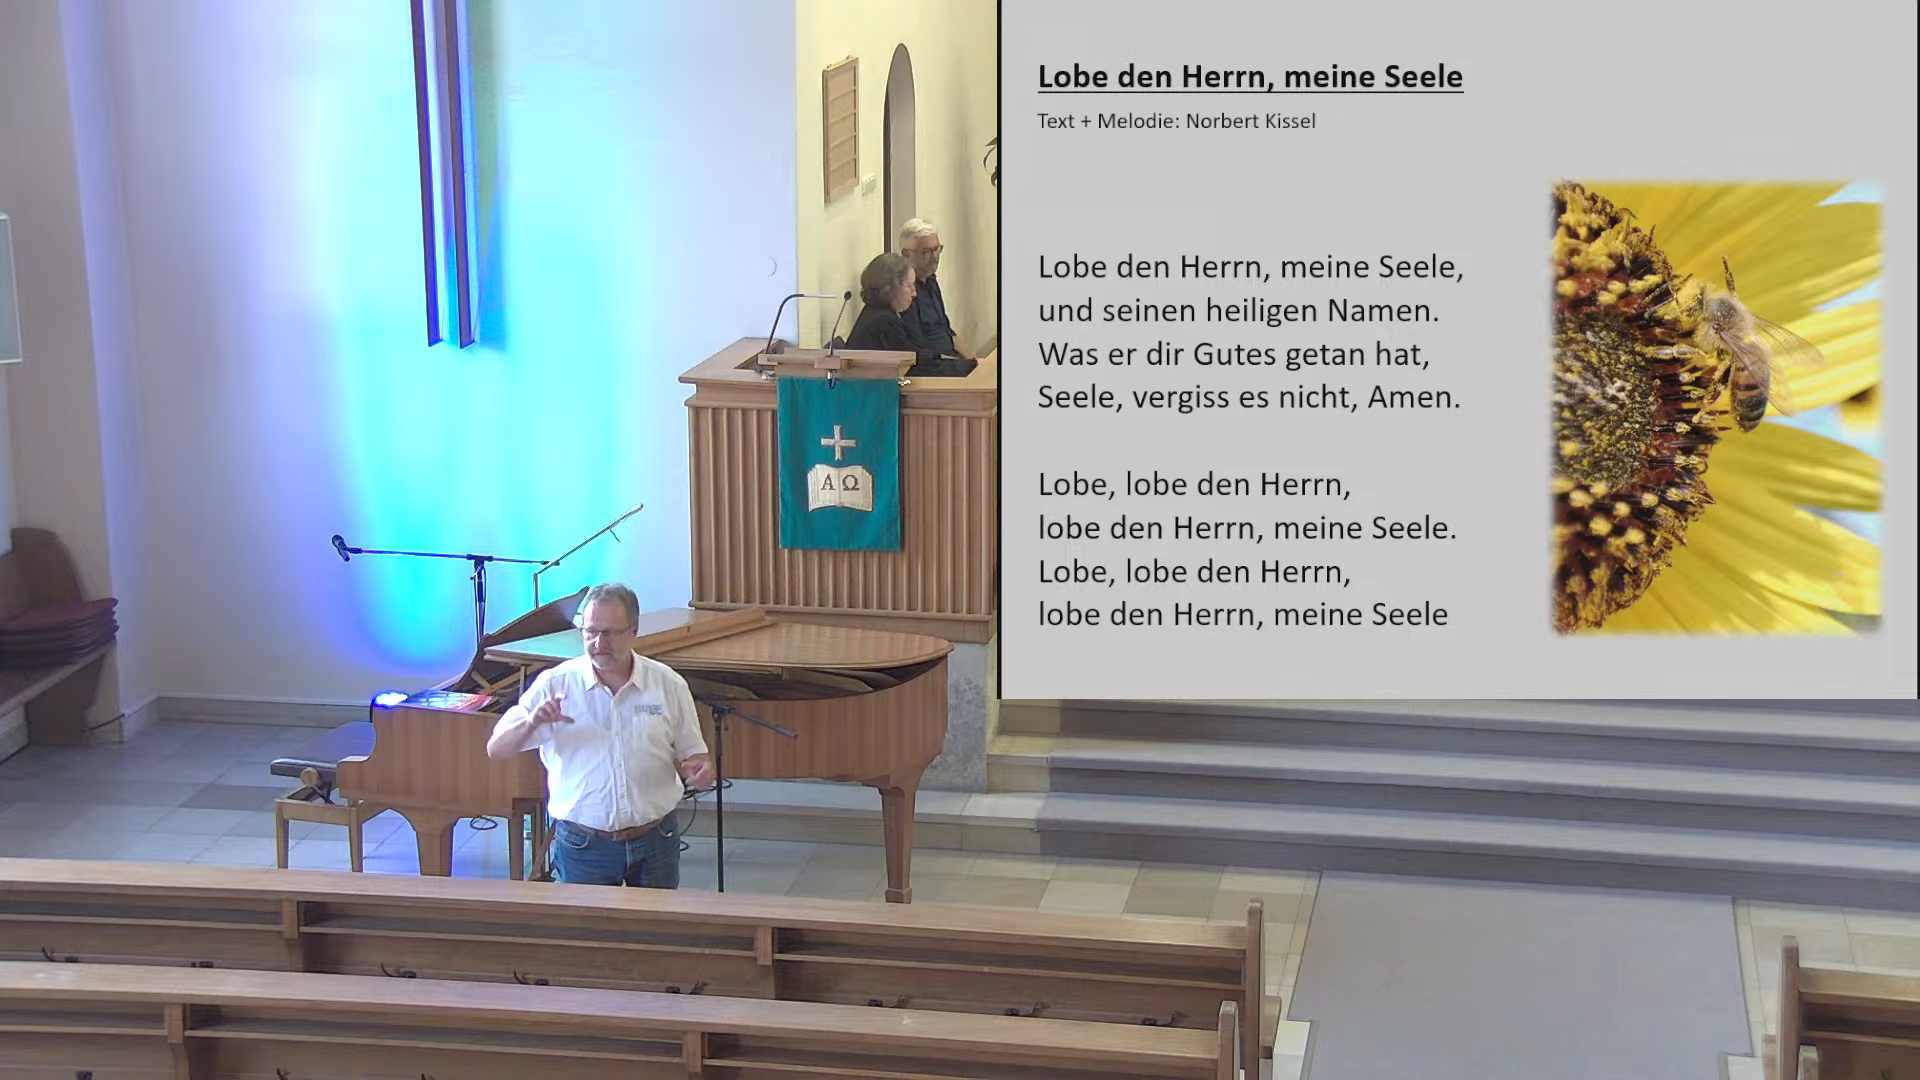 Lobe den Herrn, meine Seele
Text + Melodie: Norbert Kissel
Lobe den Herrn, meine Seele,
und seinen heiligen Namen.
Was er dir Gutes getan hat,
Seele, vergiss es nicht, Amen.
Lobe, lobe den Herrn,
lobe den Herrn, meine Seele.
Lobe, lobe den Herrn,
lobe den Herrn, meine Seele
Α Ω